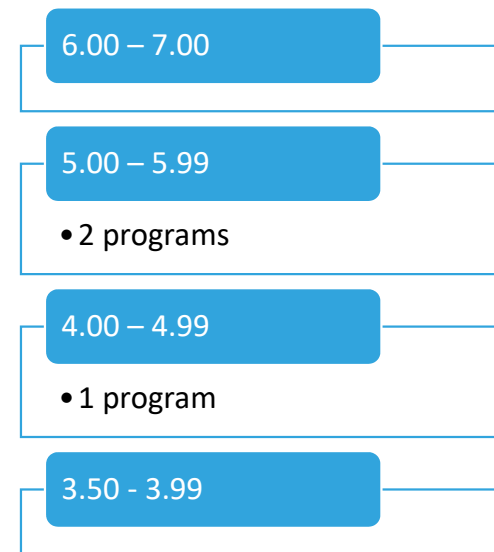 6.00 – 7.00
5.00 – 5.99
• 2 programs
4.00 – 4.99
• 1 program
3.50 - 3.99